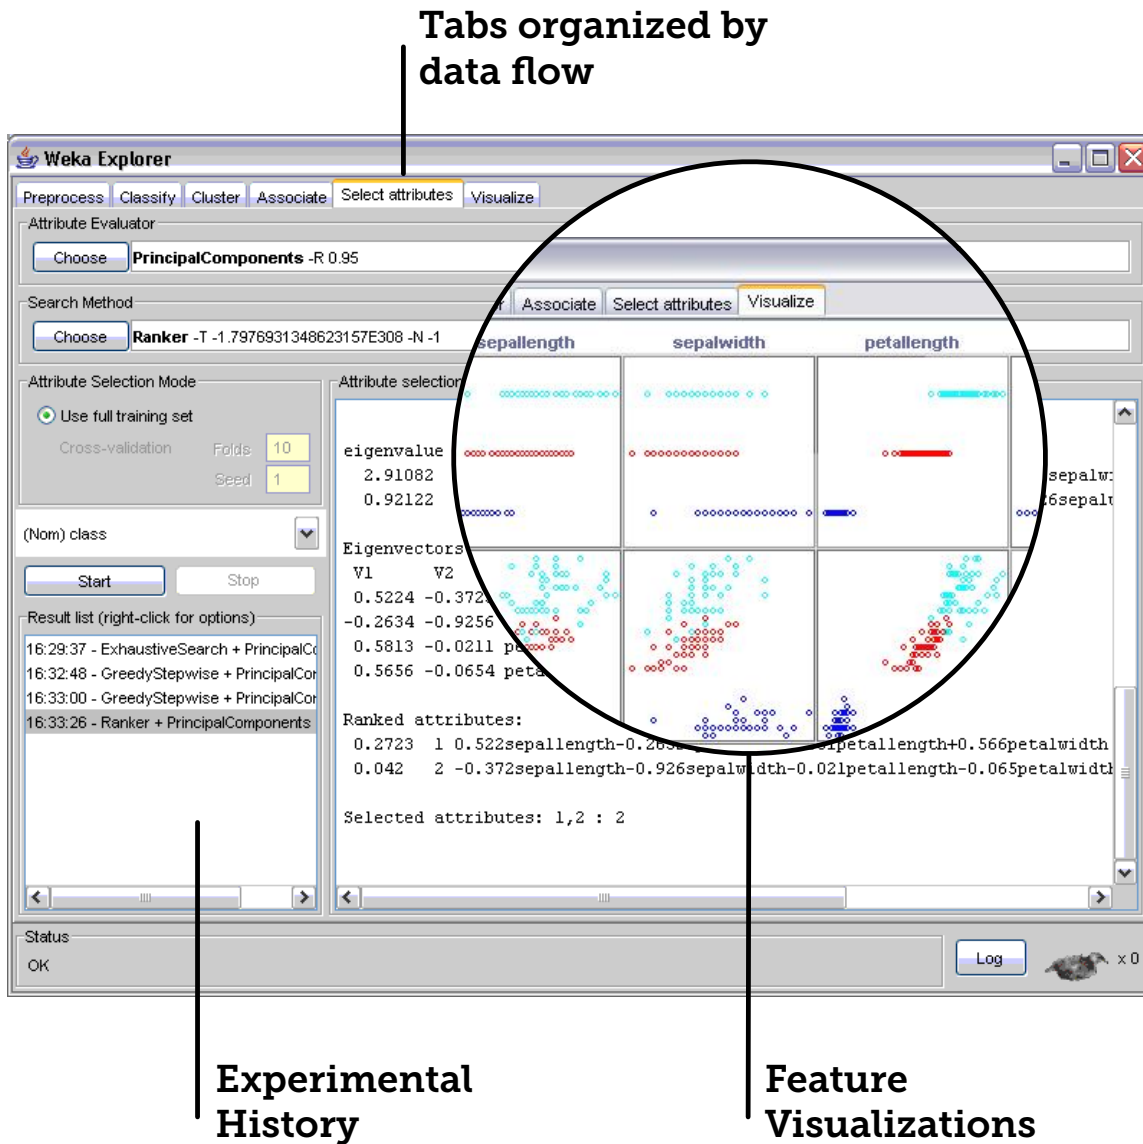 Tabs organized by
data flow
Weka Explorer
Preprocess Classify Cluster Associate Select attributes Visualize
Attribute Evaluator
Choose PrincipalComponents -R 0.95
Associate Select attributes Visualize
Search Method
Choose Ranker -T -1.7976931348623157E308 -N -1
sepallength sepalwidth petallength
Attribute Selection Mode
Attribute selection
Use full training set
Cross-validation Folds 10
Seed 1
eigenvalue
2.91082
0.92122
(Nom) class
Eigenvectors
V1 V2
Start Stop
0.5224 -0.372
-0.2634 -0.9256
0.5813 -0.0211
0.5656 -0.0654
Result list (right-click for options)
16:29:37 - ExhaustiveSearch + PrincipalCo
16:32:48 - GreedyStepwise + PrincipalCor
16:33:00 - GreedyStepwise + PrincipalCor
16:33:26 - Ranker + PrincipalComponents
Ranked attributes:
0.2723 1 0.522sepallength petallength+0.566petalwidth
0.042 2 -0.372sepallength-0.926sepalwidth-0.021petallength-0.065petalwidth
Selected attributes: 1,2 : 2
Status
OK
Log x 0
Experimental
History
Feature
Visualizations